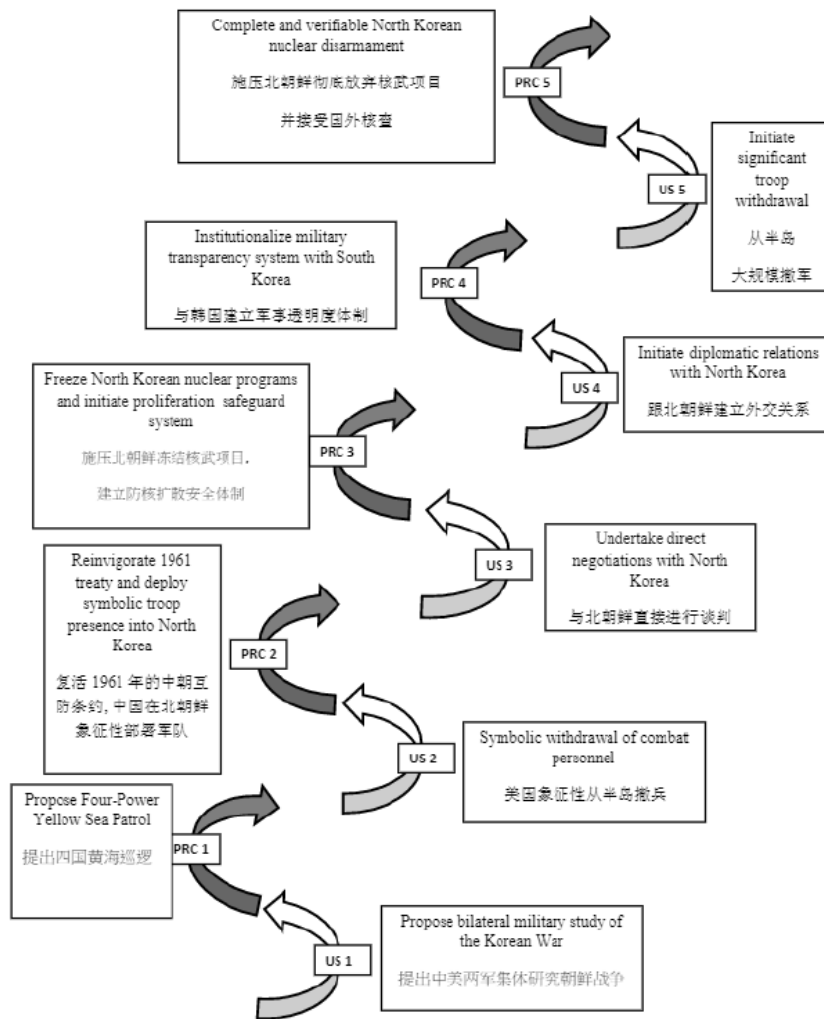 Complete and verifiable North Korean
nuclear disarmament
施压北朝鲜彻底放弃核武项目
并接受国外核查
PRC 5
Initiate
significant
troop
withdrawal
从半岛
大规模撤军
US 5
Institutionalize military
transparency system with South
Korea
与韩国建立军事透明度体制
PRC 4
Initiate diplomatic relations
with North Korea
跟北朝鲜建立外交关系
US 4
Freeze North Korean nuclear programs
and initiate proliferation safeguard
system
施压北朝鲜冻结核武项目,
建立防核扩散安全体制
PRC 3
Undertake direct
negotiations with North
Korea
与北朝鲜直接进行谈判
US 3
Reinvigorate 1961
treaty and deploy
symbolic troop
presence into North
Korea
复活 1961 年的中朝互
防条约, 中国在北朝鲜
象征性部署军队
PRC 2
Symbolic withdrawal of combat
personnel
美国象征性从半岛撤兵
US 2
Propose Four-Power
Yellow Sea Patrol
提出四国黄海巡逻
PRC 1
Propose bilateral military study of
the Korean War
提出中美两军集体研究朝鲜战争
US 1